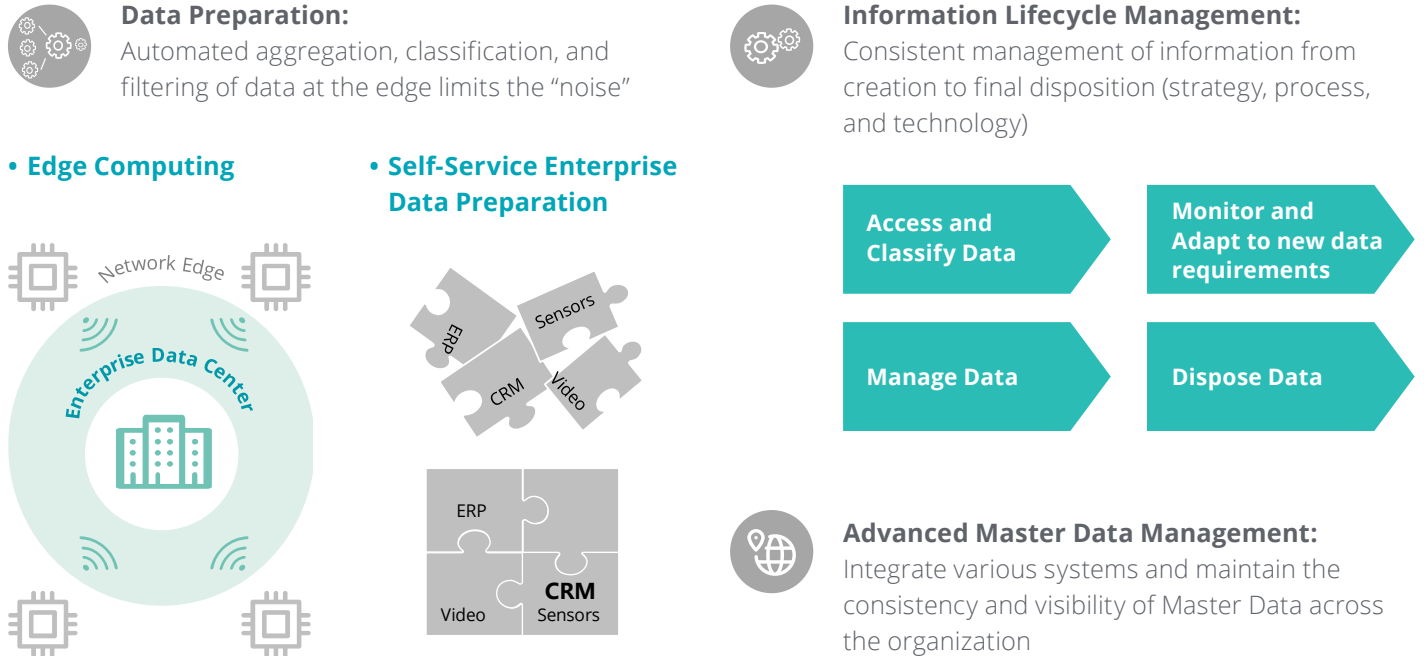 Data Preparation:
Automated aggregation, classification, and
filtering of data at the edge limits the “noise”
• Edge Computing
Network Edge
Enterprise Data Center
• Self-Service Enterprise
Data Preparation
ERP
Sensors
CRM
Video
ERP
Video
CRM
Sensors
Information Lifecycle Management:
Consistent management of information from
creation to final disposition (strategy, process,
and technology)
Access and
Classify Data
Monitor and
Adapt to new data
requirements
Manage Data
Dispose Data
Advanced Master Data Management:
Integrate various systems and maintain the
consistency and visibility of Master Data across
the organization